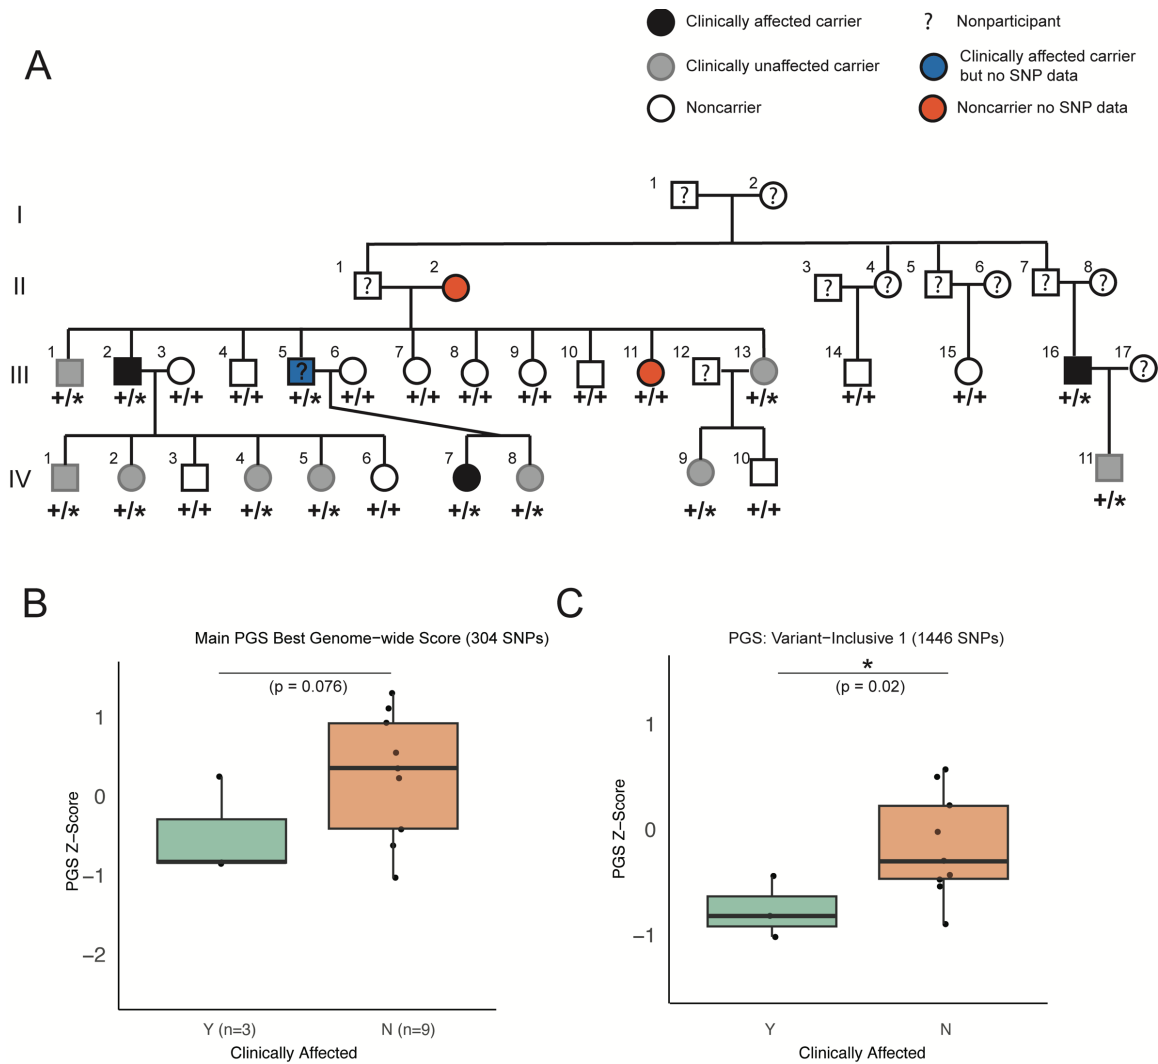 A
Clinically affected carrier
? Nonparticipant
Clinically unaffected carrier
Clinically affected carrier
but no SNP data
Noncarrier
Noncarrier no SNP data
I
1 ? 2 ?
II
1 ? 2 3 ? 4 ? 5 ? 6 ? 7 ? 8 ?
III
1 2 3 4 5 ? 6 7 8 9 10 11 12 ? 13 14 15 16 17 ?
+/* +/* +/+ +/+ +/* +/+ +/+ +/+ +/+ +/+ +/+ +/* +/+ +/+ +/*
IV
1 2 3 4 5 6 7 8 9 10 11
+/* +/* +/+ +/* +/* +/+ +/* +/* +/* +/+ +/*
B
Main PGS Best Genome−wide Score (304 SNPs)
(p = 0.076)
PGS Z−Score
1
0
−1
−2
Y (n=3) N (n=9)
Clinically Affected
C
PGS: Variant−Inclusive 1 (1446 SNPs)
*
(p = 0.02)
PGS Z−Score
1
0
−1
Y N
Clinically Affected